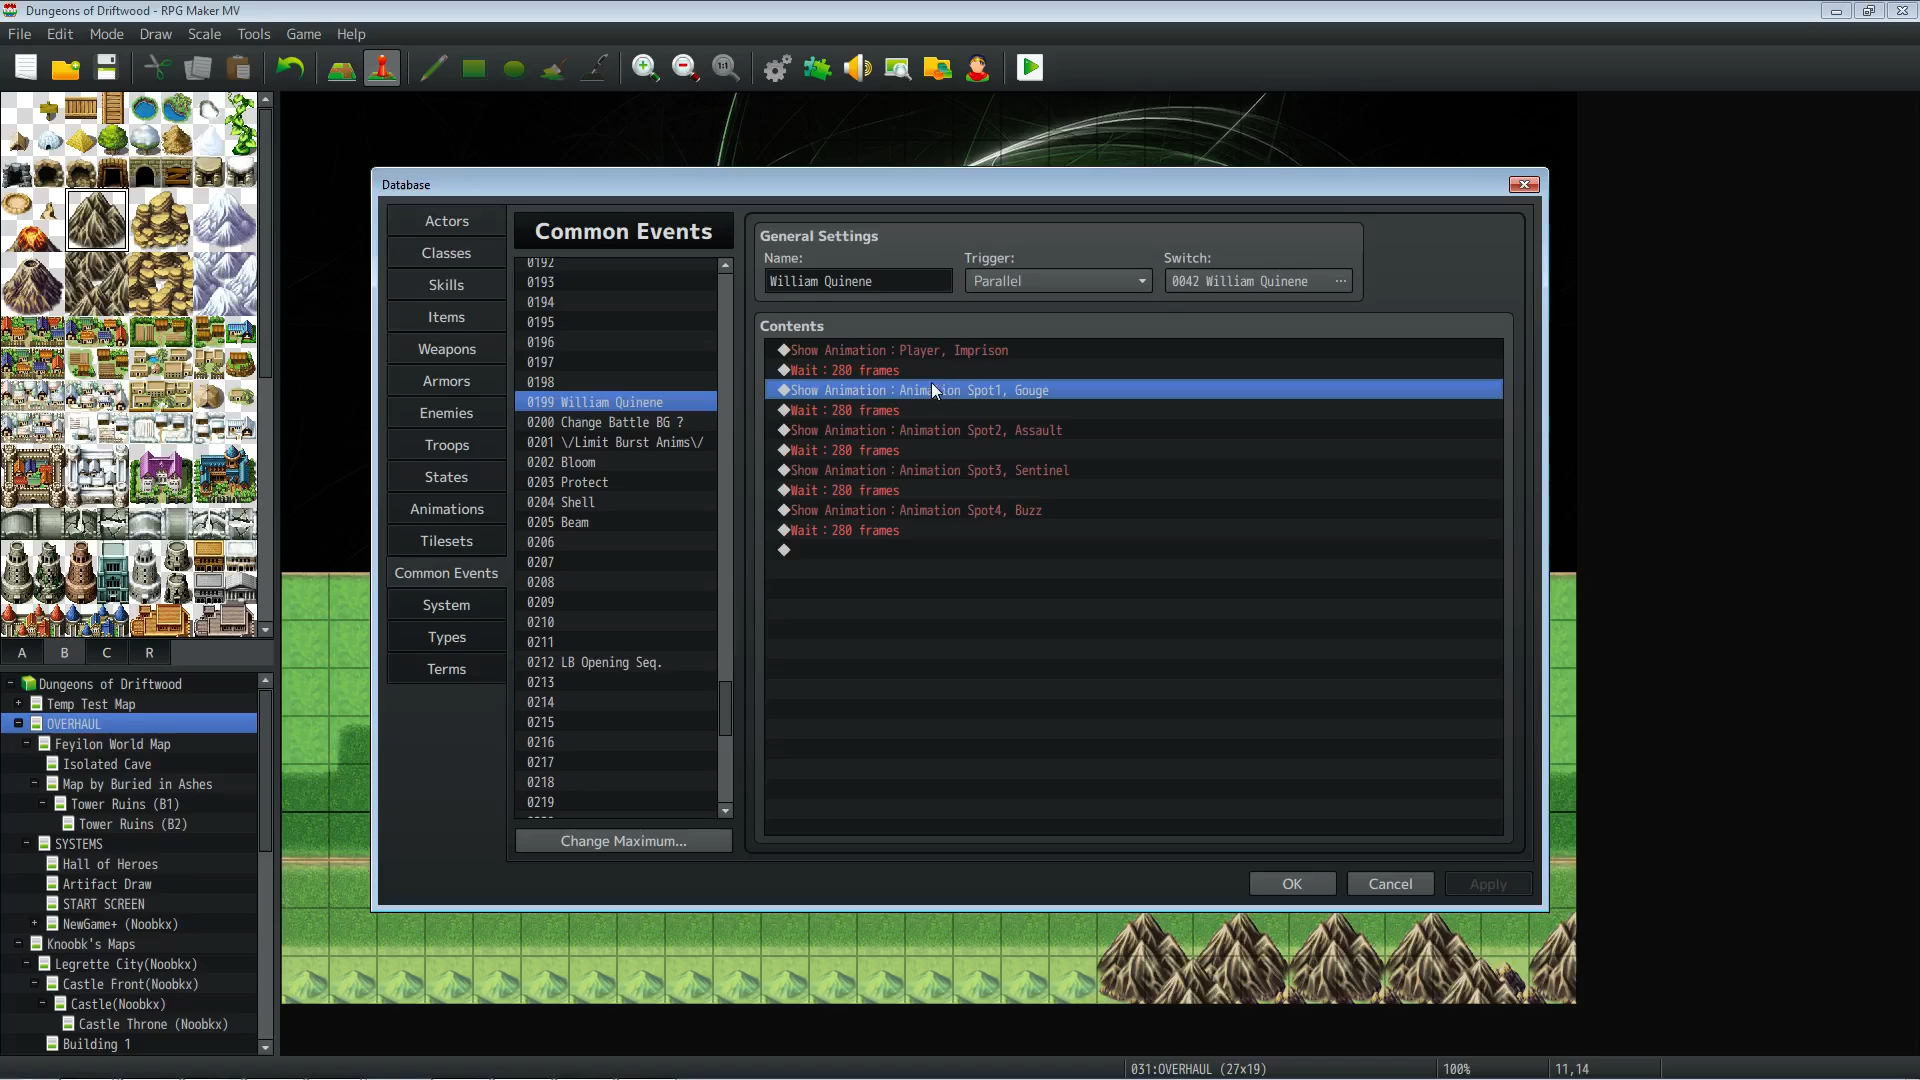 Dungeons of Driftwood - RPG Maker MV
File Edit Mode Draw Scale Tools Game Help
1:1
Database
Actors
Classes
Skills
Items
Weapons
Armors
Enemies
Troops
States
Animations
Tilesets
Common Events
System
Types
Terms
Common Events
0192
0193
0194
0195
0196
0197
0198
0199 William Quinene
0200 Change Battle BG ?
0201 \/Limit Burst Anims\/
0202 Bloom
0203 Protect
0204 Shell
0205 Beam
0206
0207
0208
0209
0210
0211
0212 LB Opening Seq.
0213
0214
0215
0216
0217
0218
0219
Change Maximum...
General Settings
Name: Trigger: Switch:
William Quinene Parallel 0042 William Quinene ...
Contents
◆Show Animation : Player, Imprison
◆Wait : 280 frames
◆Show Animation : Animation Spot1, Gouge
◆Wait : 280 frames
◆Show Animation : Animation Spot2, Assault
◆Wait : 280 frames
◆Show Animation : Animation Spot3, Sentinel
◆Wait : 280 frames
◆Show Animation : Animation Spot4, Buzz
◆Wait : 280 frames
◆
OK Cancel Apply
A B C R
Dungeons of Driftwood
Temp Test Map
OVERHAUL
Feyilon World Map
Isolated Cave
Map by Buried in Ashes
Tower Ruins (B1)
Tower Ruins (B2)
SYSTEMS
Hall of Heroes
Artifact Draw
START SCREEN
NewGame+ (Noobkx)
Knoobk's Maps
Legrette City(Noobkx)
Castle Front(Noobkx)
Castle(Noobkx)
Castle Throne (Noobkx)
Building 1
031:OVERHAUL (27x19) 100% 11,14